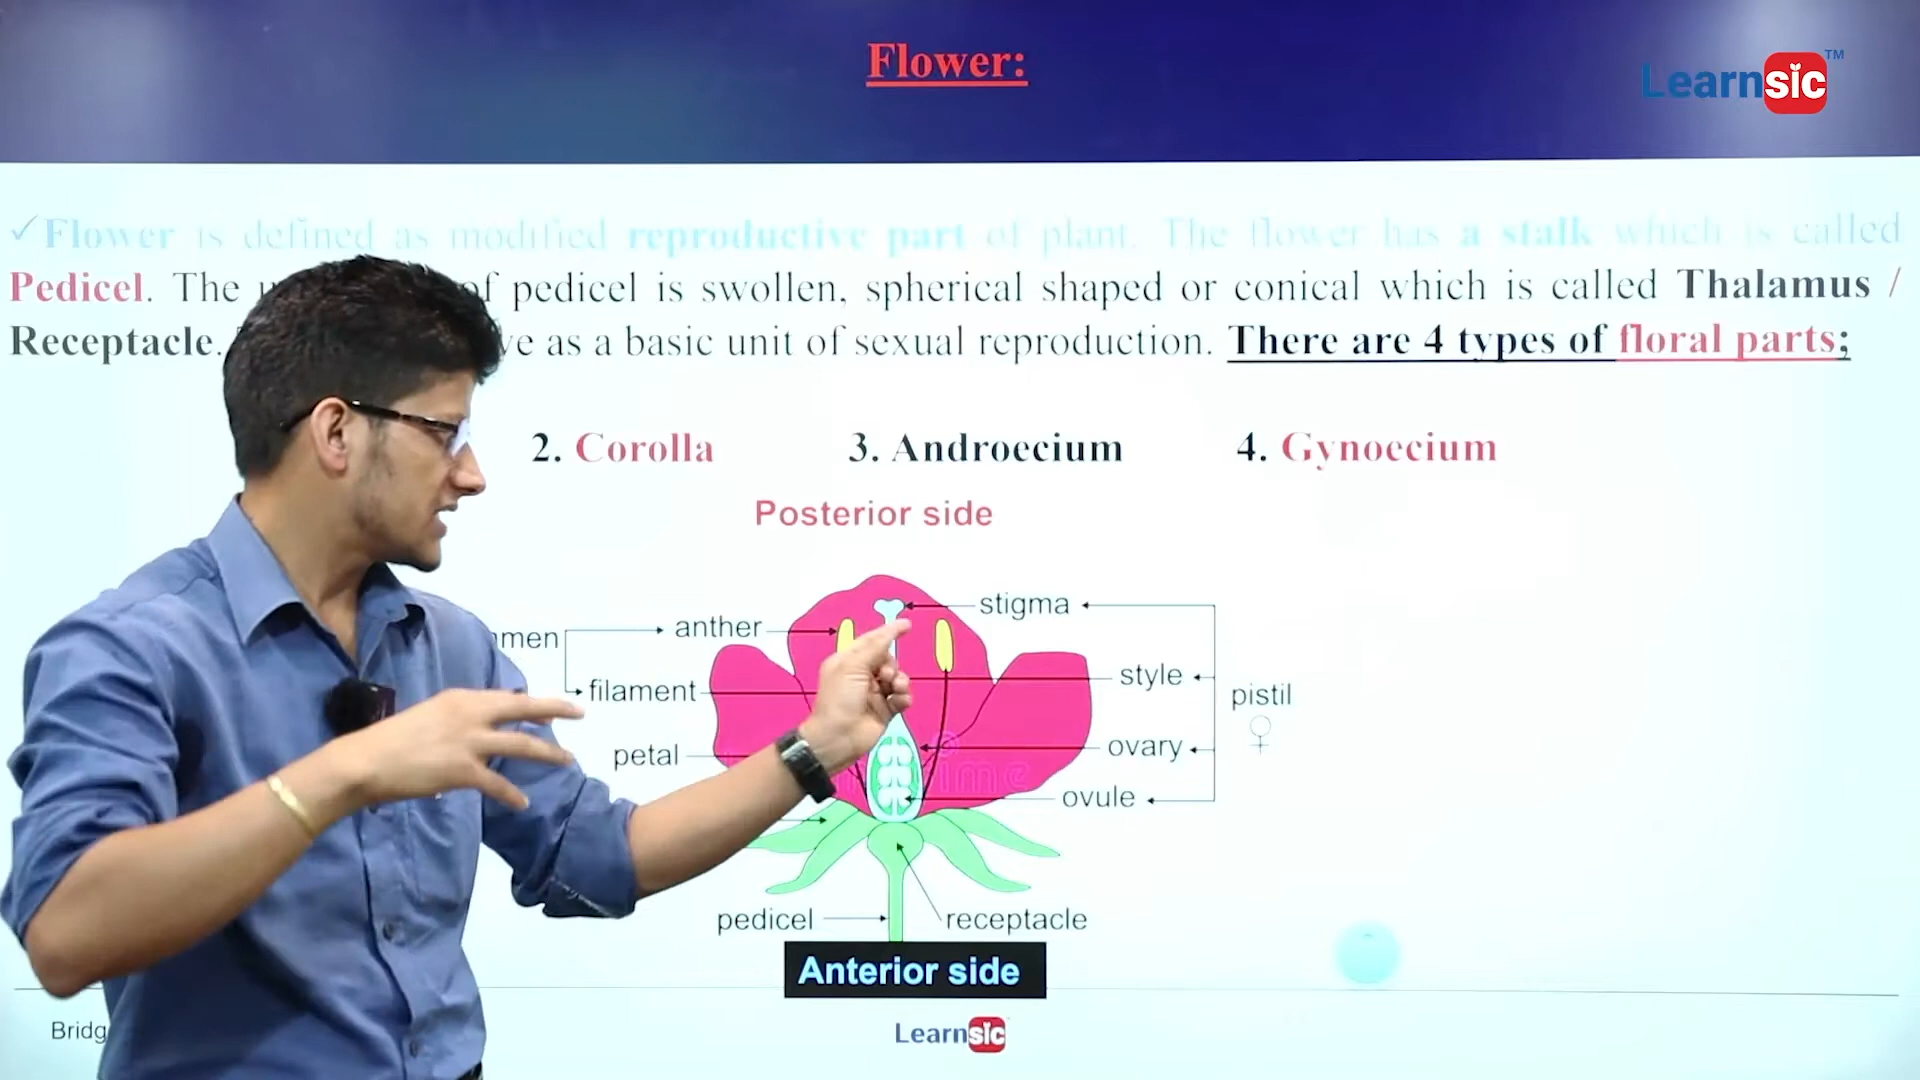 Flower:
Learnsic™
✓Flower is defined as modified reproductive part of plant. The flower has a stalk which is called
Pedicel. The of pedicel is swollen, spherical shaped or conical which is called Thalamus /
Receptacle. as a basic unit of sexual reproduction. There are 4 types of floral parts;
2. Corolla 3. Androecium 4. Gynoecium
Posterior side
stigma
anther
filament
style
pistil
♀
petal
ovary
ovule
pedicel
receptacle
Anterior side
Learnsic